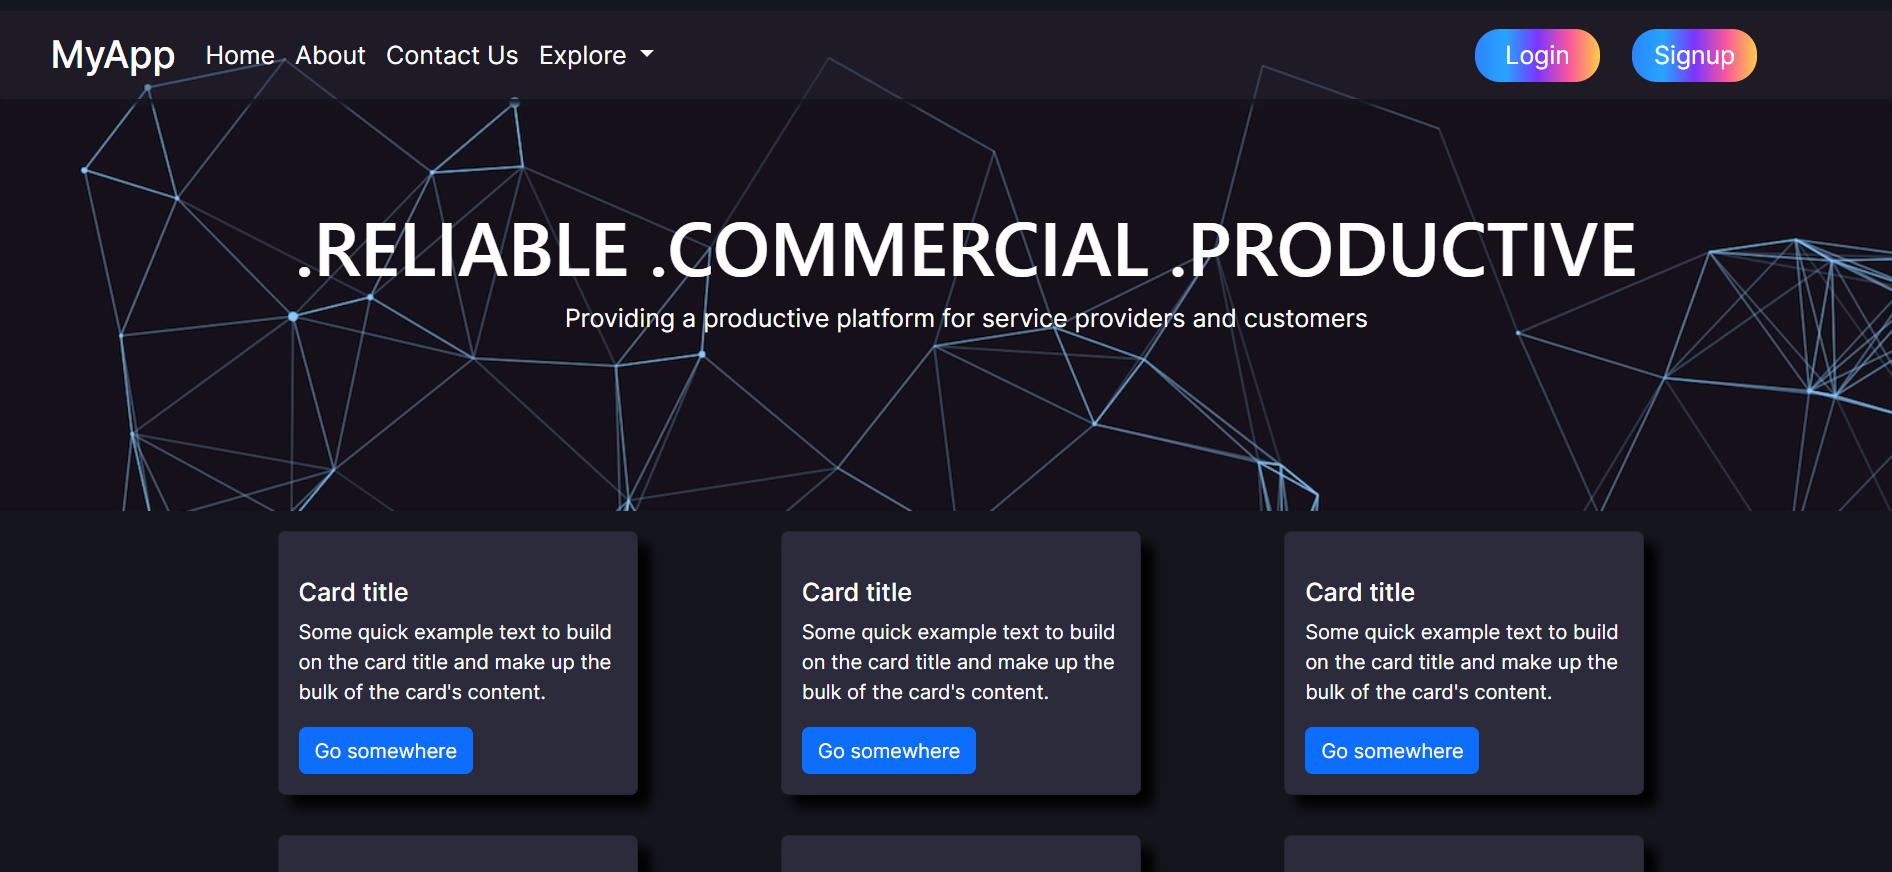 MyApp Home About Contact Us Explore Login Signup
.RELIABLE .COMMERCIAL .PRODUCTIVE
Providing a productive platform for service providers and customers
Card title
Some quick example text to build
on the card title and make up the
bulk of the card's content.
Go somewhere
Card title
Some quick example text to build
on the card title and make up the
bulk of the card's content.
Go somewhere
Card title
Some quick example text to build
on the card title and make up the
bulk of the card's content.
Go somewhere